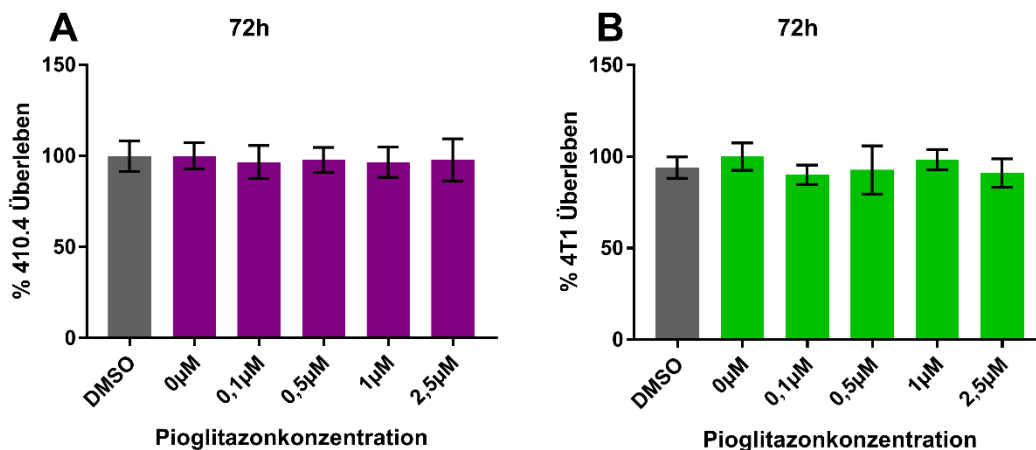 A
72h
% 410.4 Überleben
150
100
50
0
DMSO
0µM
0,1µM
0,5µM
1µM
2,5µM
Pioglitazonkonzentration
B
72h
% 4T1 Überleben
150
100
50
0
DMSO
0µM
0,1µM
0,5µM
1µM
2,5µM
Pioglitazonkonzentration